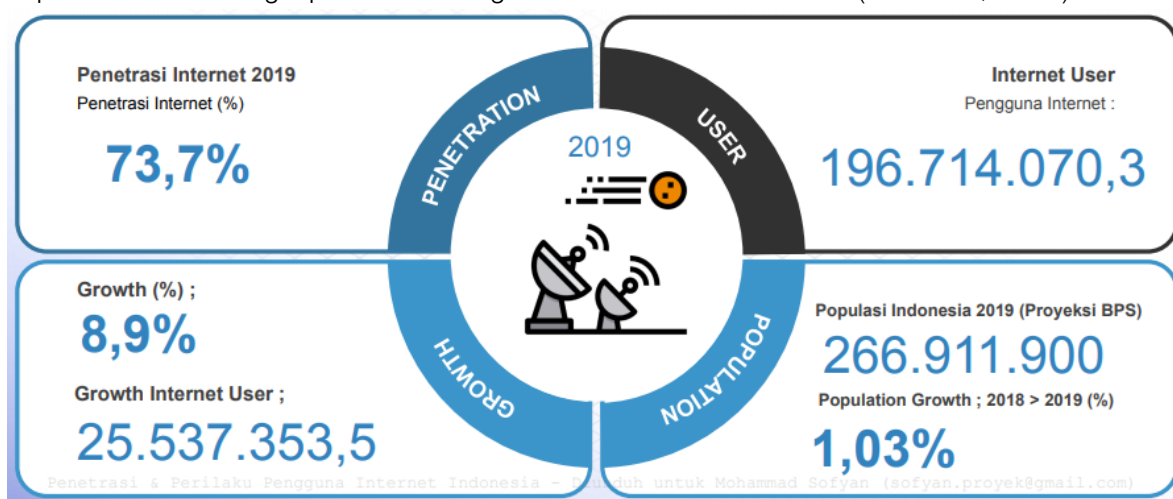 Penetrasi Internet 2019
Penetrasi Internet (%)
73,7%
PENETRATION
2019
USER
Internet User
Pengguna Internet :
196.714.070,3
Growth (%) ;
8,9%
Growth Internet User ;
25.537.353,5
GROWTH
POPULATION
Populasi Indonesia 2019 (Proyeksi BPS)
266.911.900
Population Growth ; 2018 > 2019 (%)
1,03%
Penetrasi & Perilaku Pengguna Internet Indonesia - Diunduh untuk Mohammad Sofyan (sofyan.proyek@gmail.com)